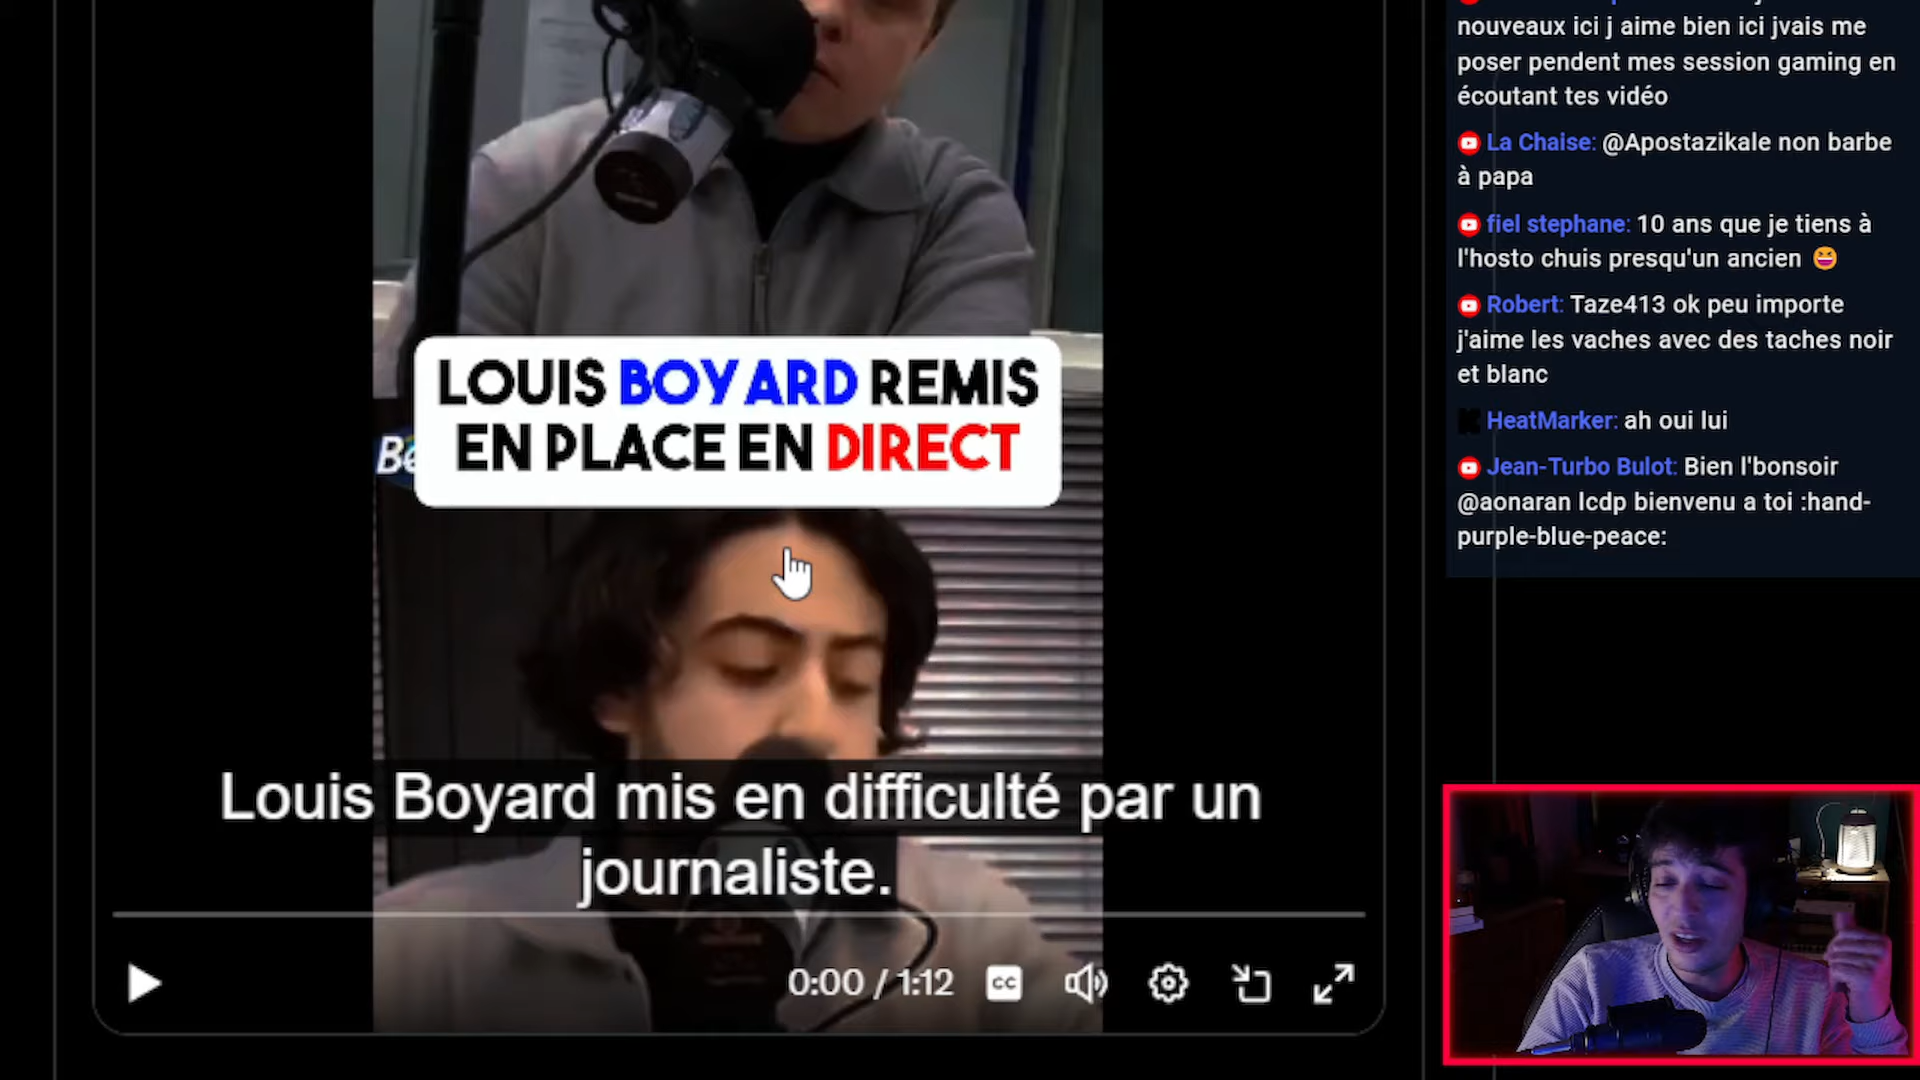 LOUIS BOYARD REMIS
EN PLACE EN DIRECT
Louis Boyard mis en difficulté par un
journaliste.
0:00 / 1:12
CC
nouveaux ici j aime bien ici jvais me
poser pendent mes session gaming en
écoutant tes vidéo
La Chaise: @Apostazikale non barbe
à papa
fiel stephane: 10 ans que je tiens à
l'hosto chuis presqu'un ancien 😆
Robert: Taze413 ok peu importe
j'aime les vaches avec des taches noir
et blanc
HeatMarker: ah oui lui
Jean-Turbo Bulot: Bien l'bonsoir
@aonaran lcdp bienvenu a toi :hand-
purple-blue-peace: